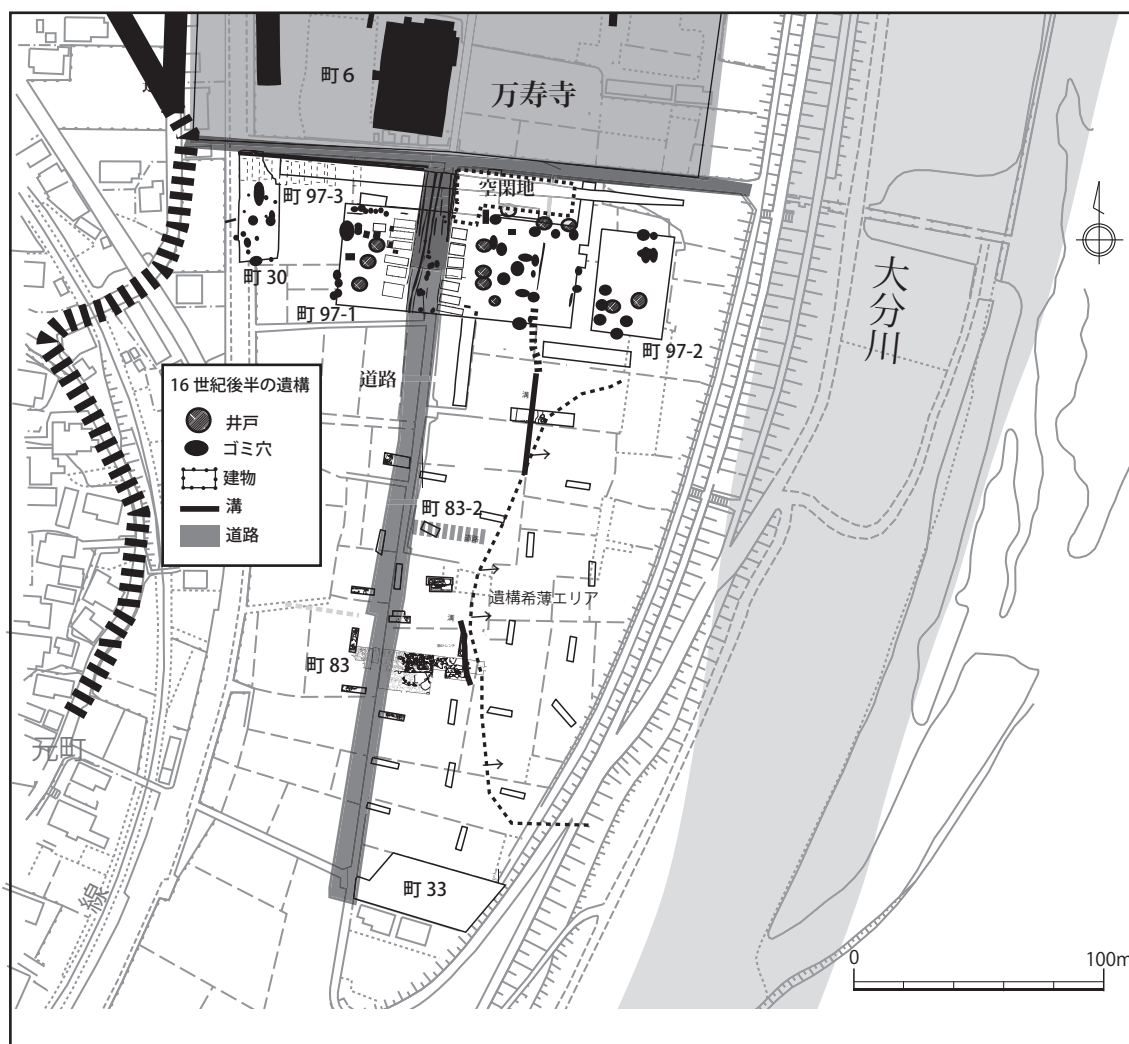 町 6
万寿寺
空閑地
町 97-3
町 30
町 97-1
町 97-2
大分川
道路
16 世紀後半の遺構
井戸
ゴミ穴
建物
溝
道路
溝
町 83-2
道路
遺構希薄エリア
溝
町 83
元町
町 33
線
0
100m